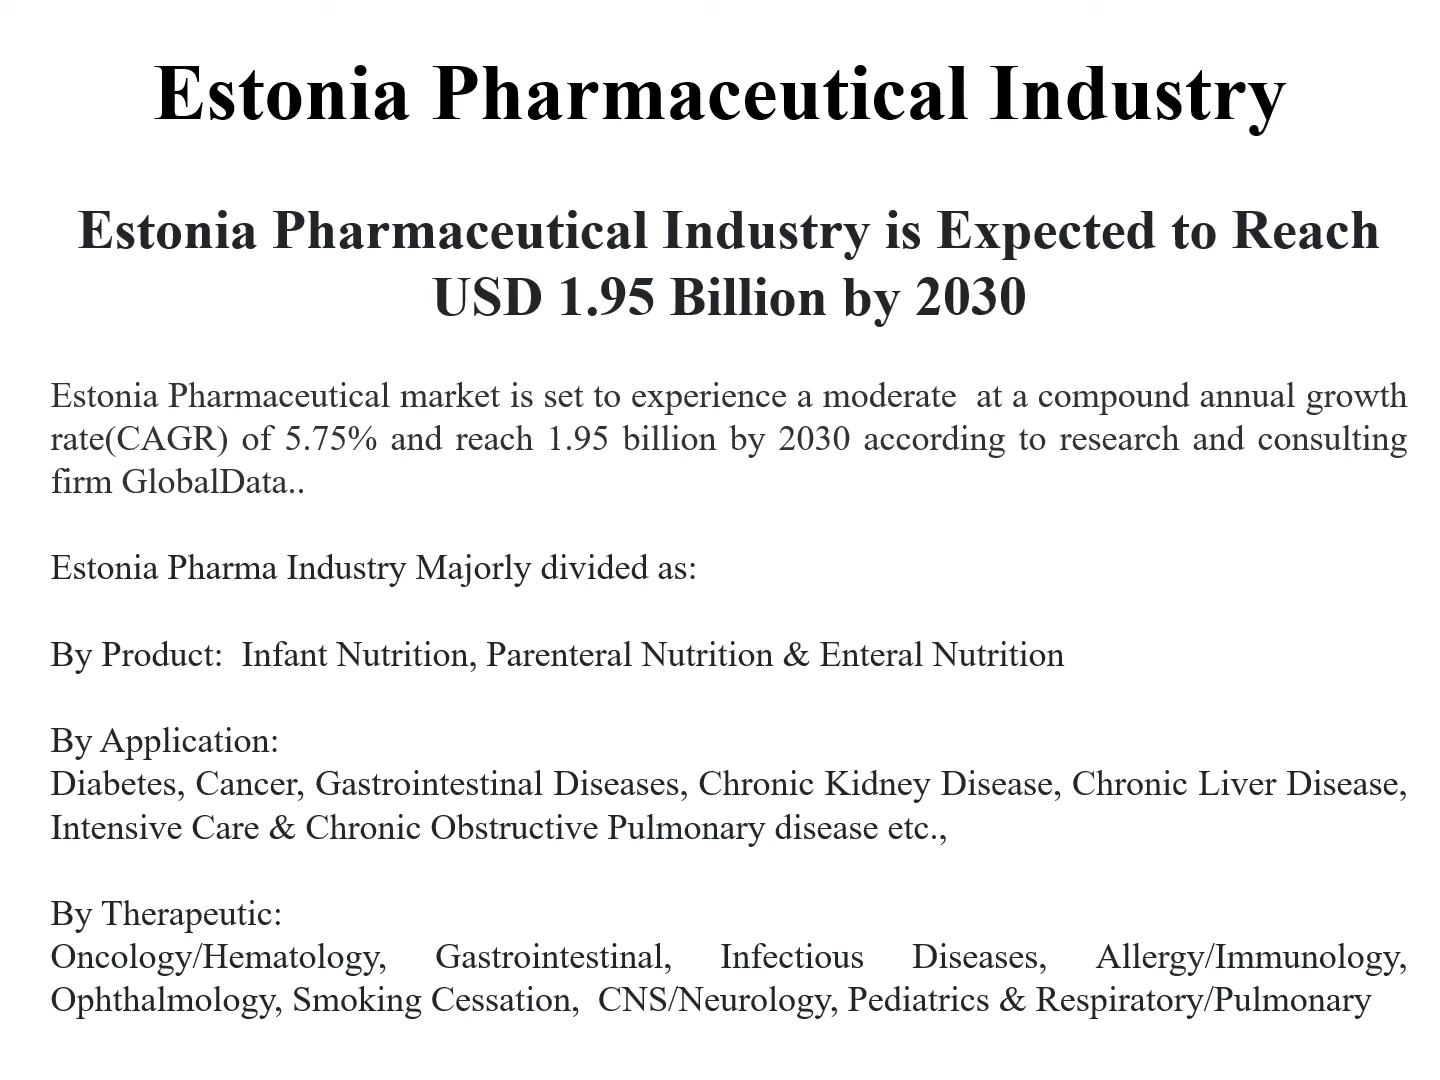 Estonia Pharmaceutical Industry
Estonia Pharmaceutical Industry is Expected to Reach
USD 1.95 Billion by 2030
Estonia Pharmaceutical market is set to experience a moderate  at a compound annual growth
rate(CAGR) of 5.75% and reach 1.95 billion by 2030 according to research and consulting
firm GlobalData..
Estonia Pharma Industry Majorly divided as:
By Product:  Infant Nutrition, Parenteral Nutrition & Enteral Nutrition
By Application:
Diabetes, Cancer, Gastrointestinal Diseases, Chronic Kidney Disease, Chronic Liver Disease,
Intensive Care & Chronic Obstructive Pulmonary disease etc.,
By Therapeutic:
Oncology/Hematology, Gastrointestinal, Infectious Diseases, Allergy/Immunology,
Ophthalmology, Smoking Cessation,  CNS/Neurology, Pediatrics & Respiratory/Pulmonary